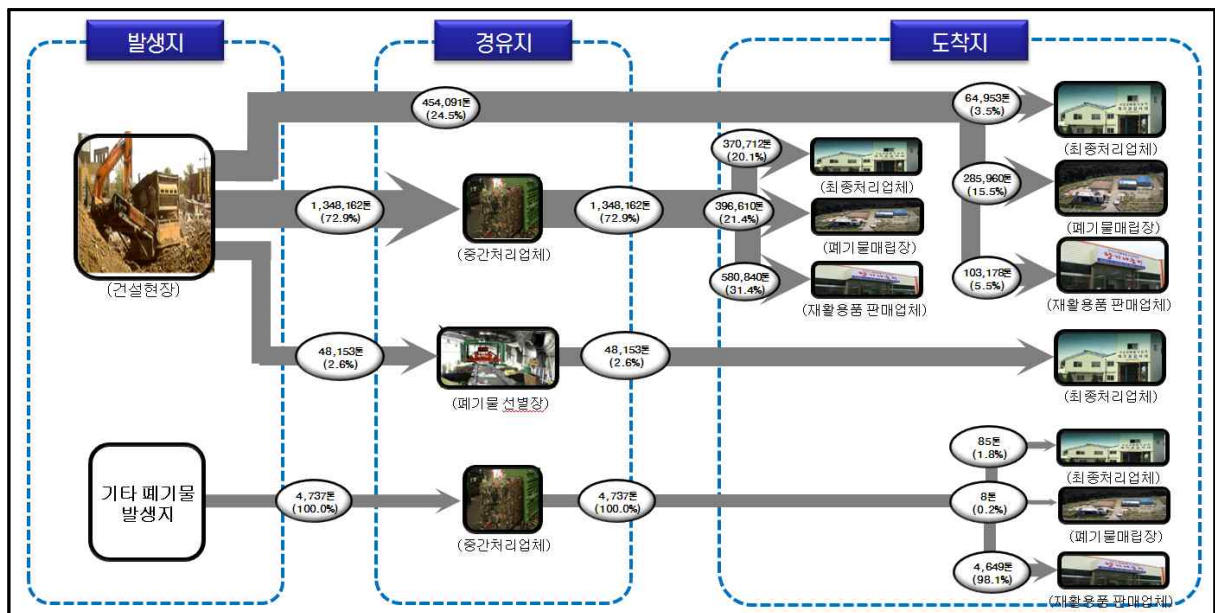 발생지
경유지
도착지
454,091톤
(24.5%)
64,953톤
(3.5%)
(최종처리업체)
370,712톤
(20.1%)
(최종처리업체)
285,960톤
(15.5%)
(폐기물매립장)
(건설현장)
1,348,162톤
(72.9%)
(중간처리업체)
1,348,162톤
(72.9%)
396,610톤
(21.4%)
(폐기물매립장)
580,840톤
(31.4%)
(재활용품 판매업체)
103,178톤
(5.5%)
(재활용품 판매업체)
48,153톤
(2.6%)
(폐기물 선별장)
48,153톤
(2.6%)
(최종처리업체)
기타 폐기물
발생지
4,737톤
(100.0%)
(중간처리업체)
4,737톤
(100.0%)
85톤
(1.8%)
(최종처리업체)
8톤
(0.2%)
(폐기물매립장)
4,649톤
(98.1%)
(재활용품 판매업체)